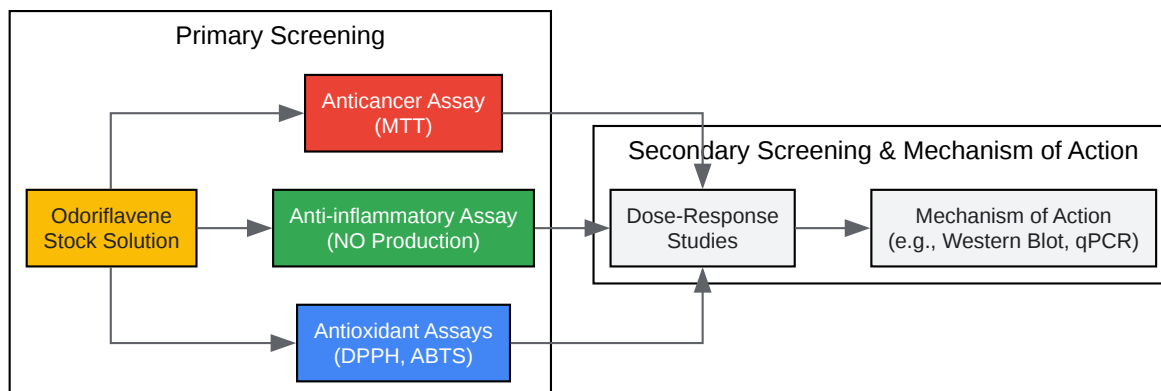 Primary Screening
Anticancer Assay
(MTT)
Secondary Screening & Mechanism of Action
Odoriflavene
Stock Solution
Anti-inflammatory Assay
(NO Production)
Dose-Response
Studies
Mechanism of Action
(e.g., Western Blot, qPCR)
Antioxidant Assays
(DPPH, ABTS)